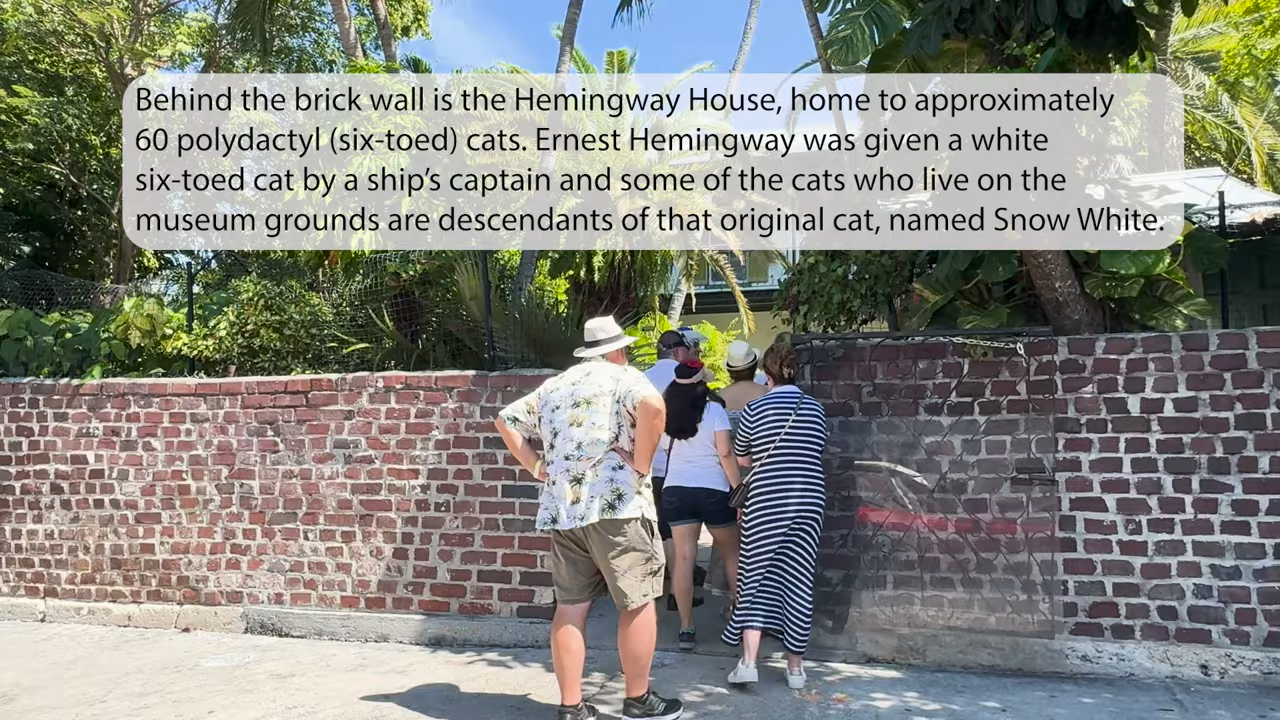 Behind the brick wall is the Hemingway House, home to approximately
60 polydactyl (six-toed) cats. Ernest Hemingway was given a white
six-toed cat by a ship’s captain and some of the cats who live on the
museum grounds are descendants of that original cat, named Snow White.